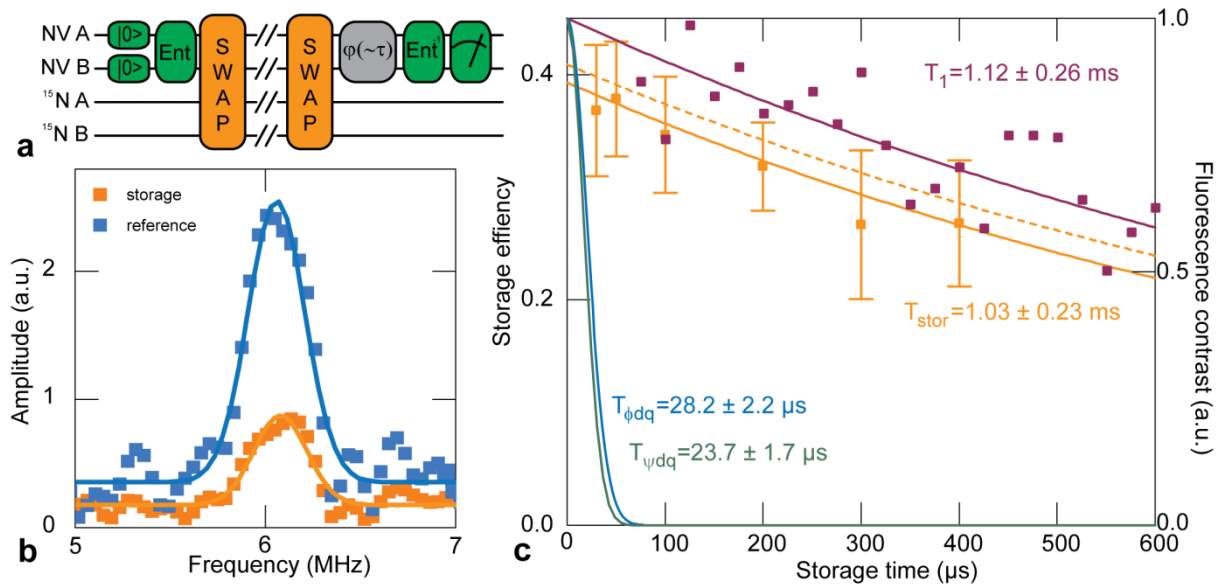 NV A
NV B
¹⁵N A
¹⁵N B
|0>
|0>
Ent
SWAP
SWAP
φ(~τ)
Ent⁻¹
a
storage
reference
Amplitude (a.u.)
2
1
0
5
6
7
Frequency (MHz)
b
Storage effiency
0.4
0.2
0.0
T₁=1.12 ± 0.26 ms
T_stor=1.03 ± 0.23 ms
T_ϕdq=28.2 ± 2.2 µs
T_ψdq=23.7 ± 1.7 µs
1.0
0.5
0.0
Fluorescence contrast (a.u.)
0
100
200
300
400
500
600
Storage time (µs)
c